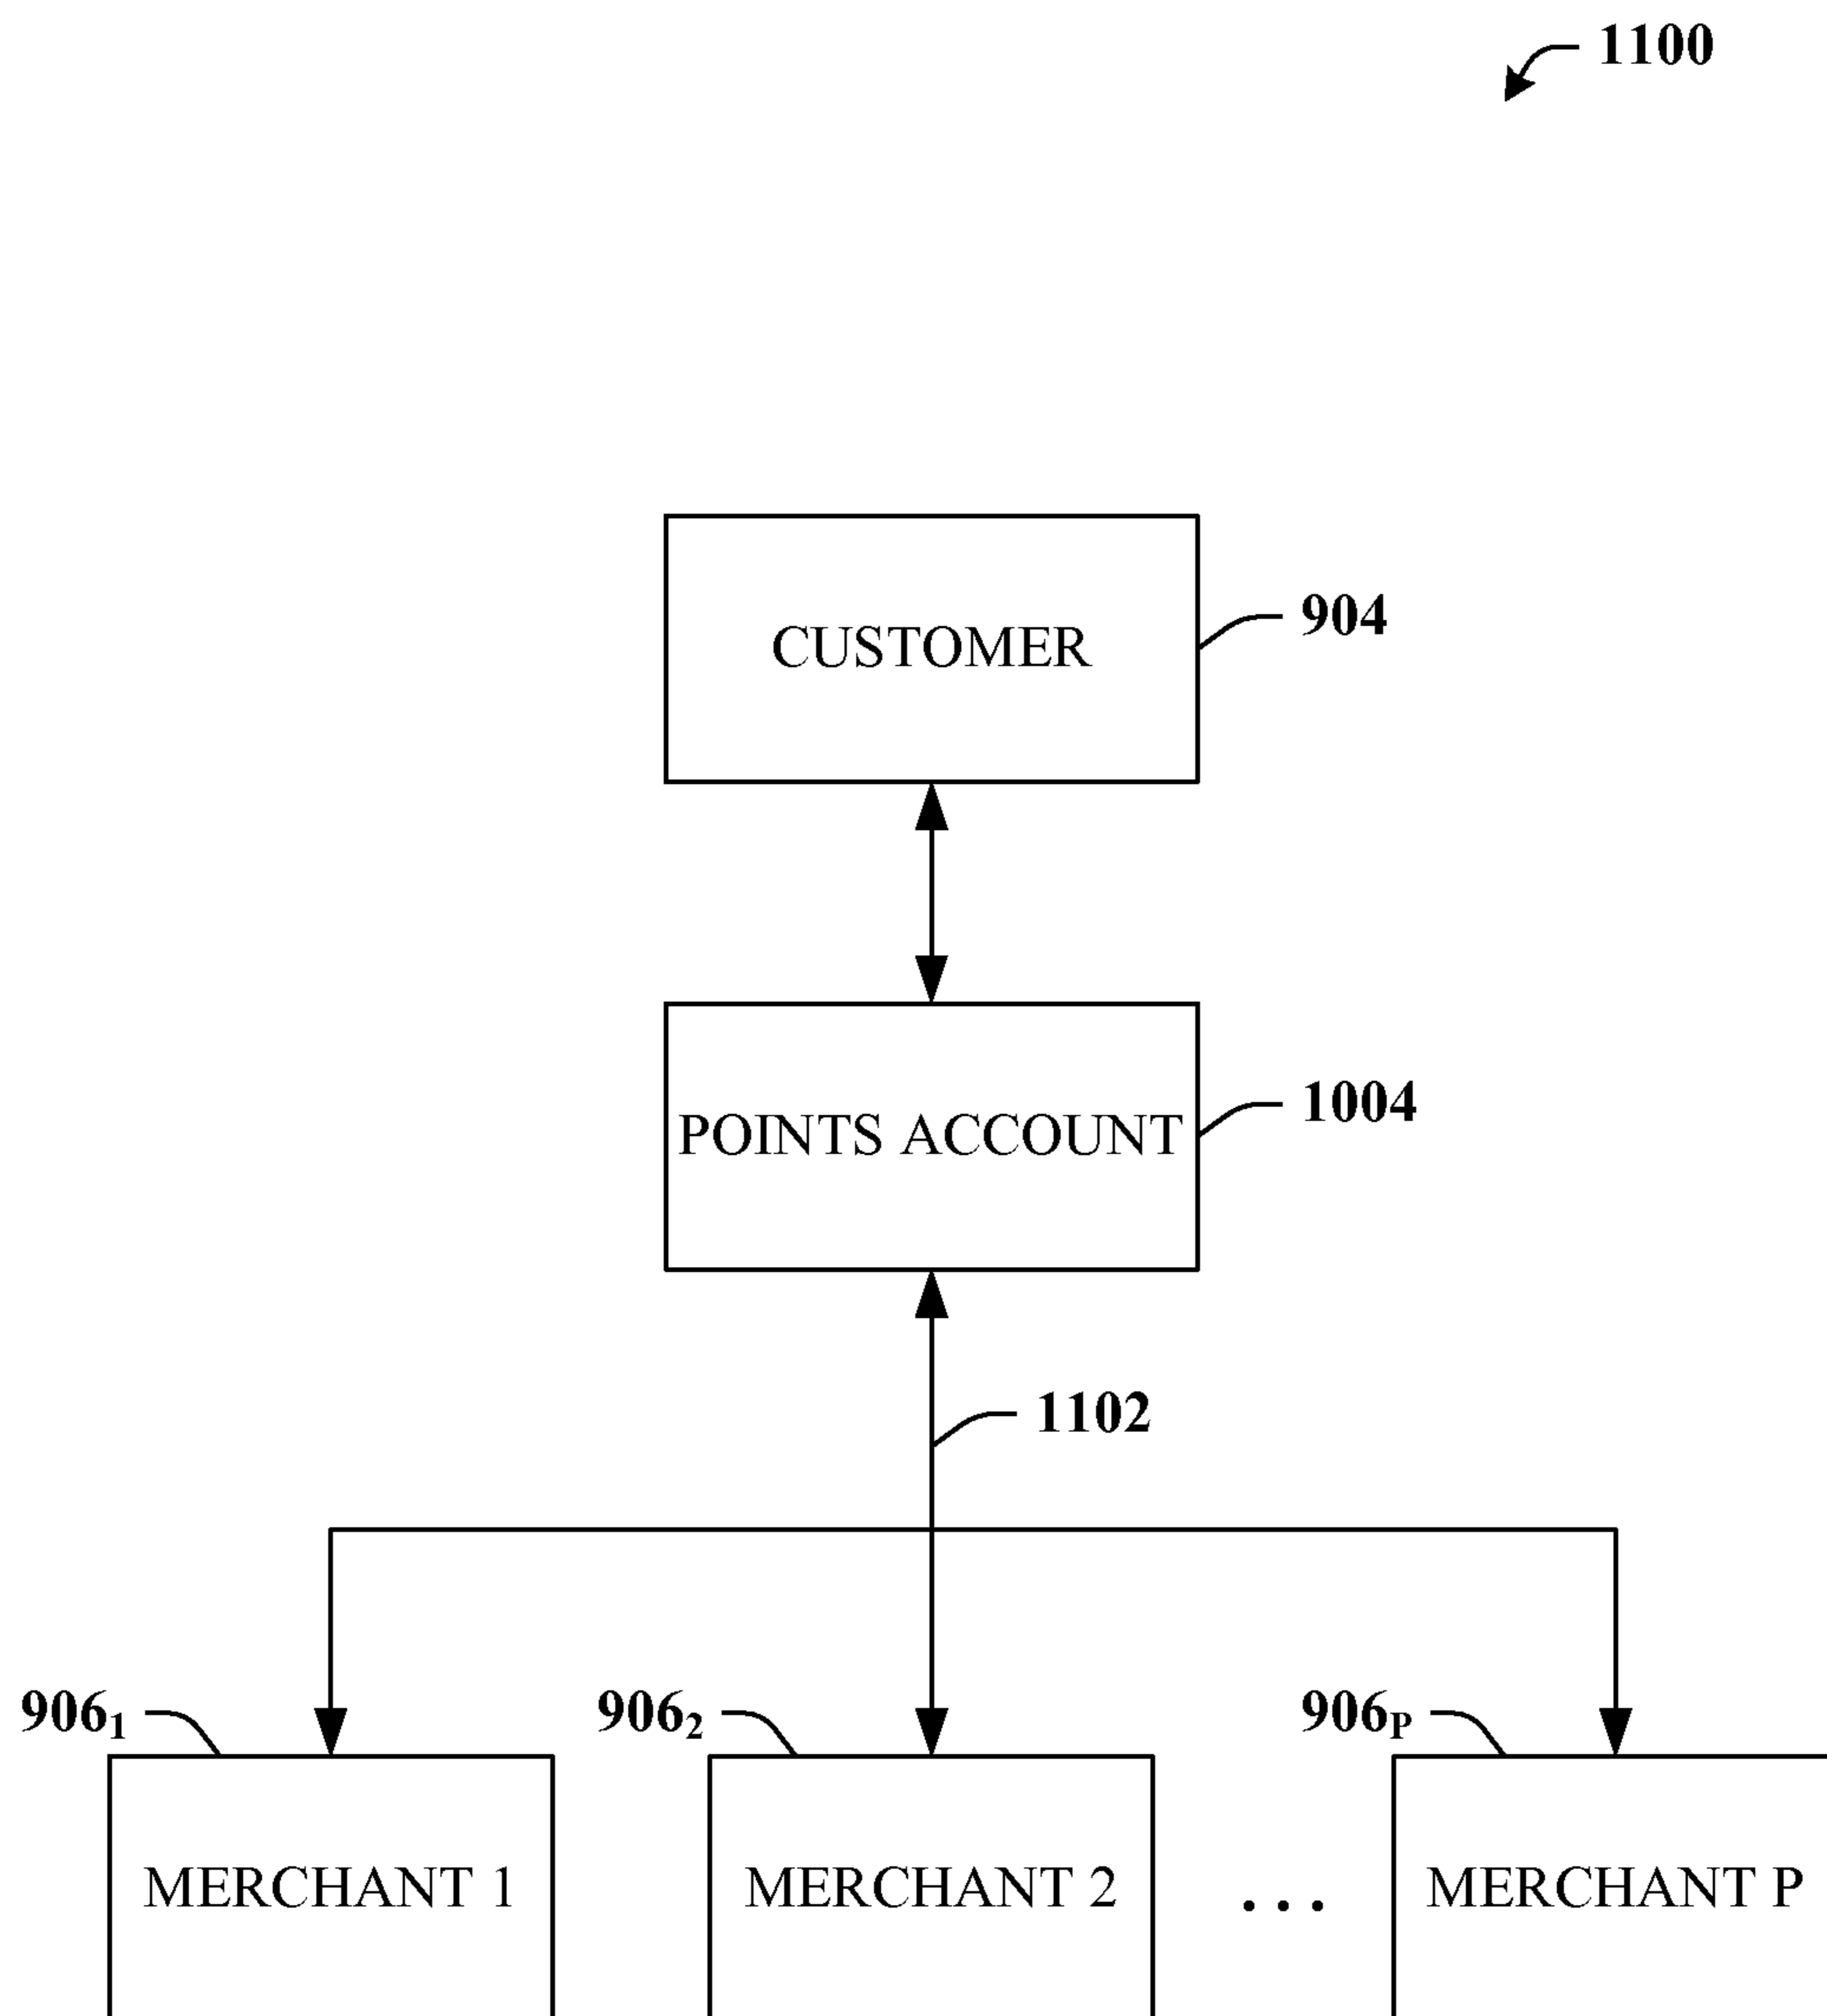 1100
CUSTOMER
904
POINTS ACCOUNT
1004
1102
906₁
906₂
906ₚ
MERCHANT 1
MERCHANT 2
...
MERCHANT P